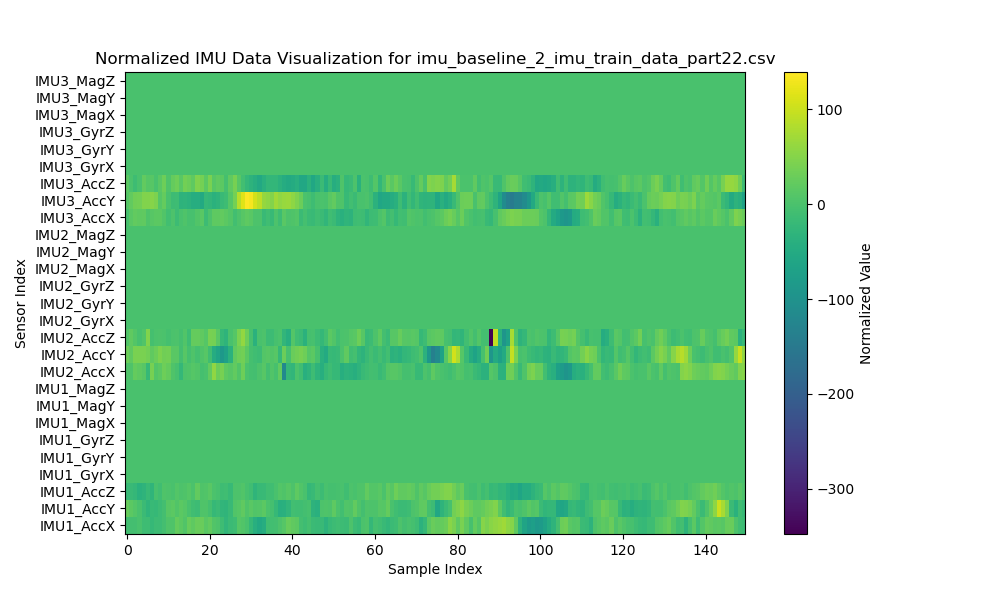 Normalized IMU Data Visualization for imu_baseline_2_imu_train_data_part22.csv
IMU3_MagZ
IMU3_MagY
IMU3_MagX
IMU3_GyrZ
IMU3_GyrY
IMU3_GyrX
IMU3_AccZ
IMU3_AccY
IMU3_AccX
IMU2_MagZ
IMU2_MagY
IMU2_MagX
IMU2_GyrZ
IMU2_GyrY
IMU2_GyrX
IMU2_AccZ
IMU2_AccY
IMU2_AccX
IMU1_MagZ
IMU1_MagY
IMU1_MagX
IMU1_GyrZ
IMU1_GyrY
IMU1_GyrX
IMU1_AccZ
IMU1_AccY
IMU1_AccX
Sensor Index
0 20 40 60 80 100 120 140
Sample Index
100
0
−100
−200
−300
Normalized Value